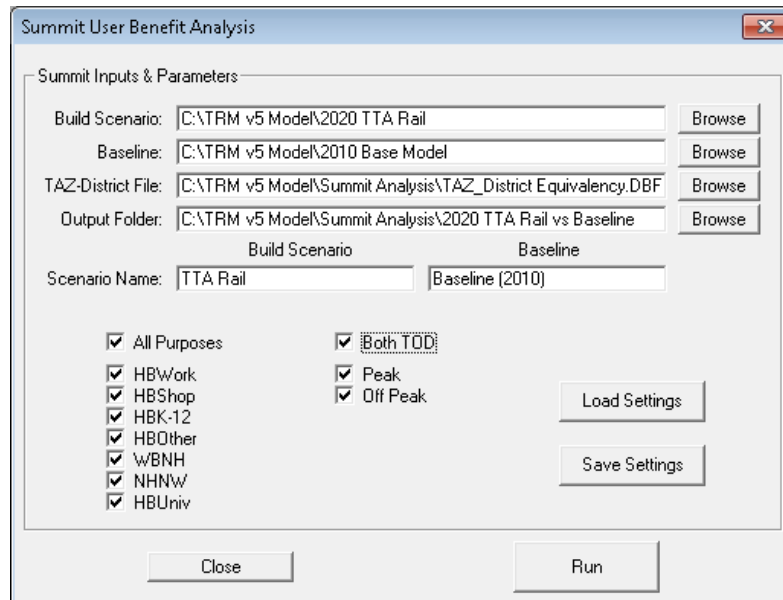 Summit User Benefit Analysis
Summit Inputs & Parameters
Build Scenario: C:\TRM v5 Model\2020 TTA Rail Browse
Baseline: C:\TRM v5 Model\2010 Base Model Browse
TAZ-District File: C:\TRM v5 Model\Summit Analysis\TAZ_District Equivalency.DBF Browse
Output Folder: C:\TRM v5 Model\Summit Analysis\2020 TTA Rail vs Baseline Browse
Build Scenario Baseline
Scenario Name: TTA Rail Baseline (2010)
All Purposes Both TOD
HBWork Peak
HBShop Off Peak
HBK-12
HBOther
WBNH
NHNW
HBUniv
Load Settings
Save Settings
Close Run